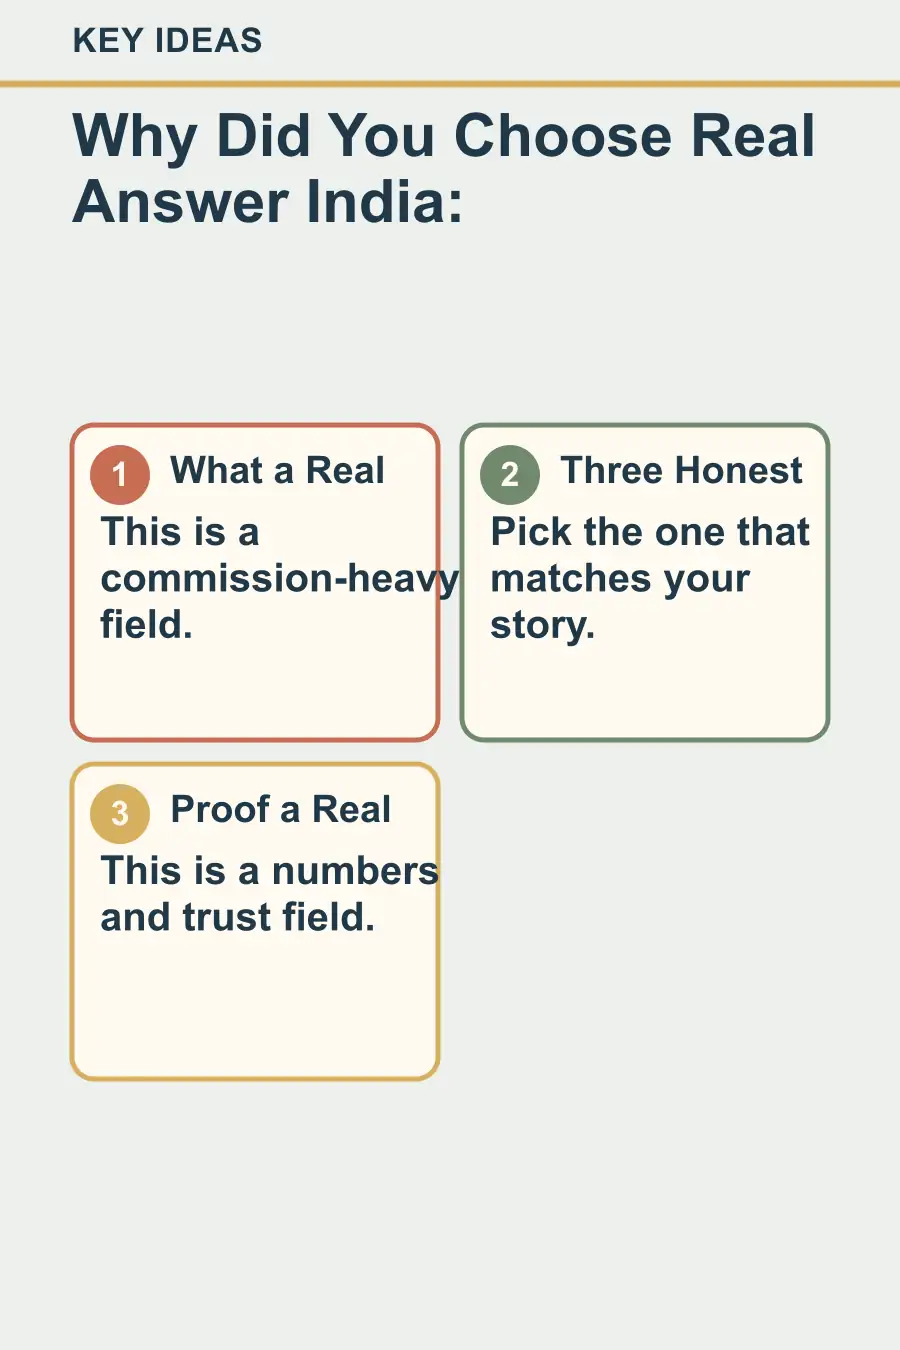 KEY IDEAS
Why Did You Choose Real
Answer India:
1 What a Real
This is a
commission-heavy
field.
2 Three Honest
Pick the one that
matches your
story.
3 Proof a Real
This is a numbers
and trust field.